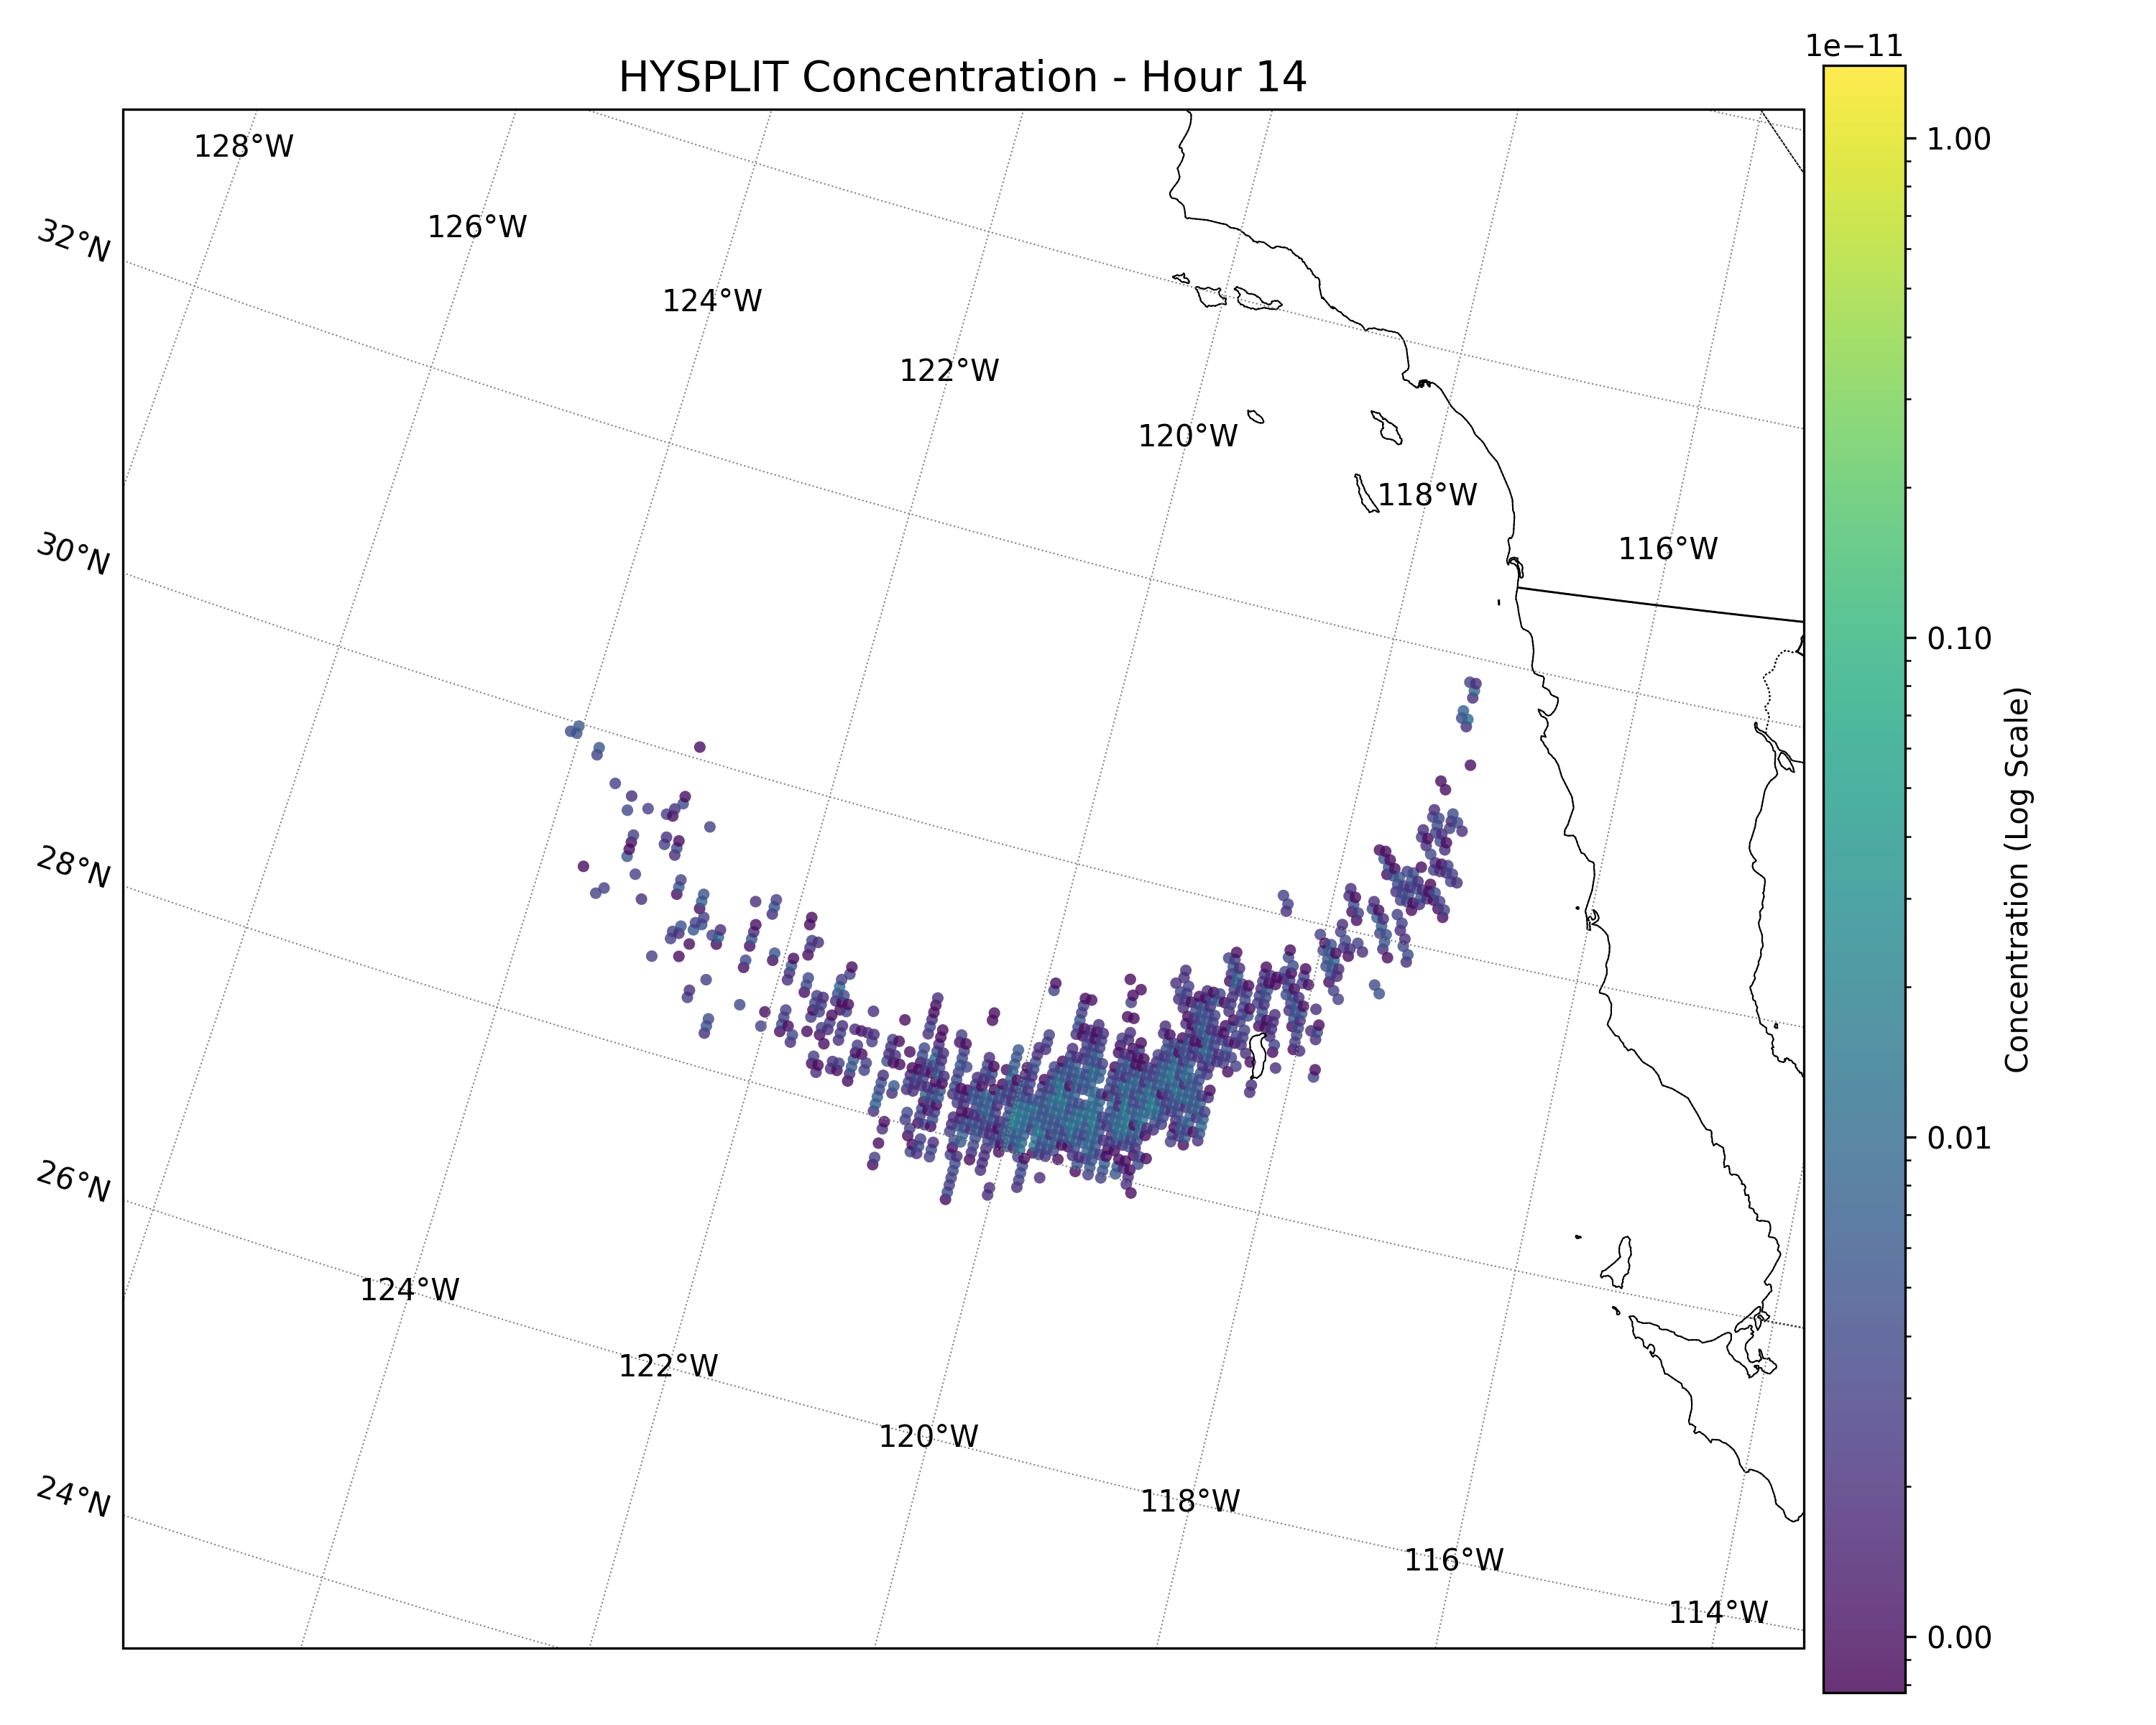 1e−11
HYSPLIT Concentration - Hour 14
128°W
126°W
124°W
122°W
120°W
118°W
116°W
32°N
30°N
28°N
26°N
24°N
124°W
122°W
120°W
118°W
116°W
114°W
1.00
0.10
0.01
0.00
Concentration (Log Scale)